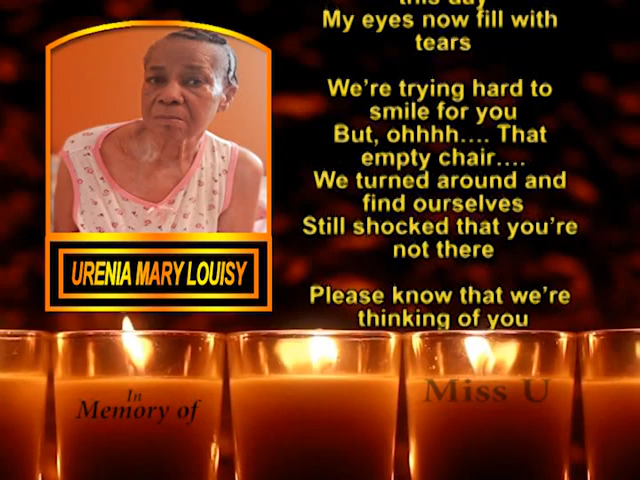 this day
My eyes now fill with
tears
We're trying hard to
smile for you
But, ohhhh.... That
empty chair....
We turned around and
find ourselves
Still shocked that you're
not there
Please know that we're
thinking of you
URENIA MARY LOUISY
In
Memory of
Miss U